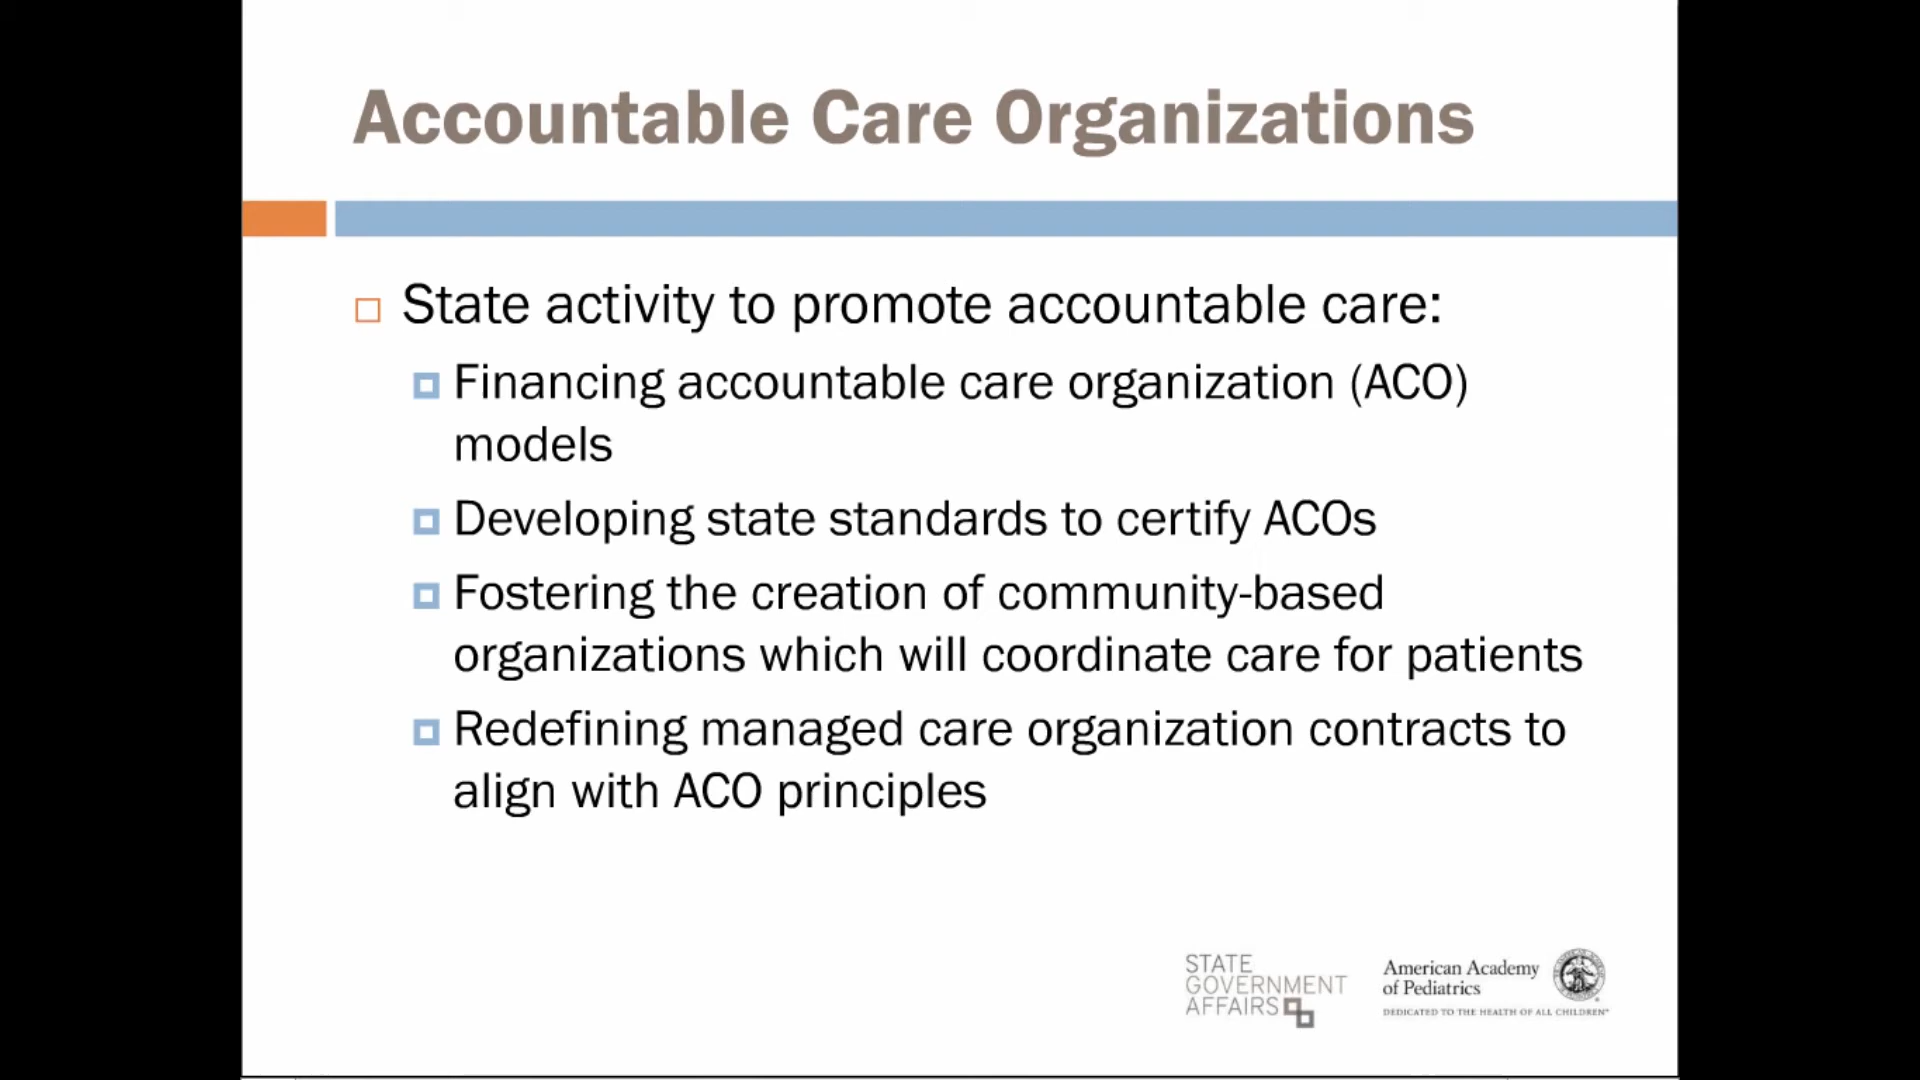 Accountable Care Organizations
State activity to promote accountable care:
Financing accountable care organization (ACO)
models
Developing state standards to certify ACOs
Fostering the creation of community-based
organizations which will coordinate care for patients
Redefining managed care organization contracts to
align with ACO principles
STATE
GOVERNMENT
AFFAIRS
American Academy
of Pediatrics
DEDICATED TO THE HEALTH OF ALL CHILDREN®